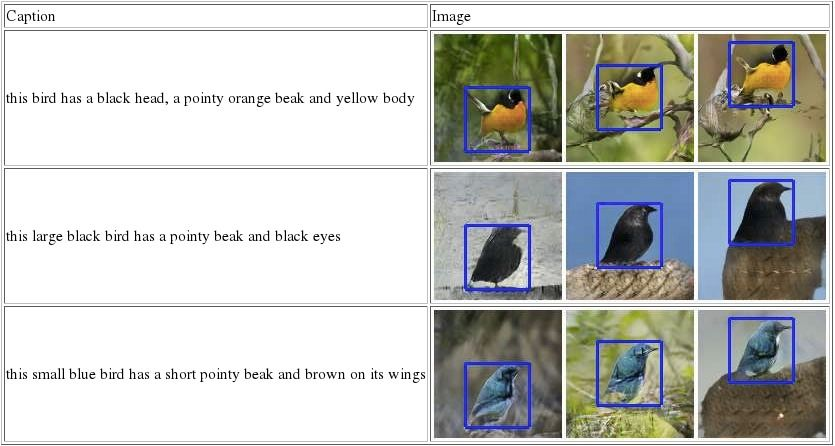 Caption
Image
this bird has a black head, a pointy orange beak and yellow body
this large black bird has a pointy beak and black eyes
this small blue bird has a short pointy beak and brown on its wings